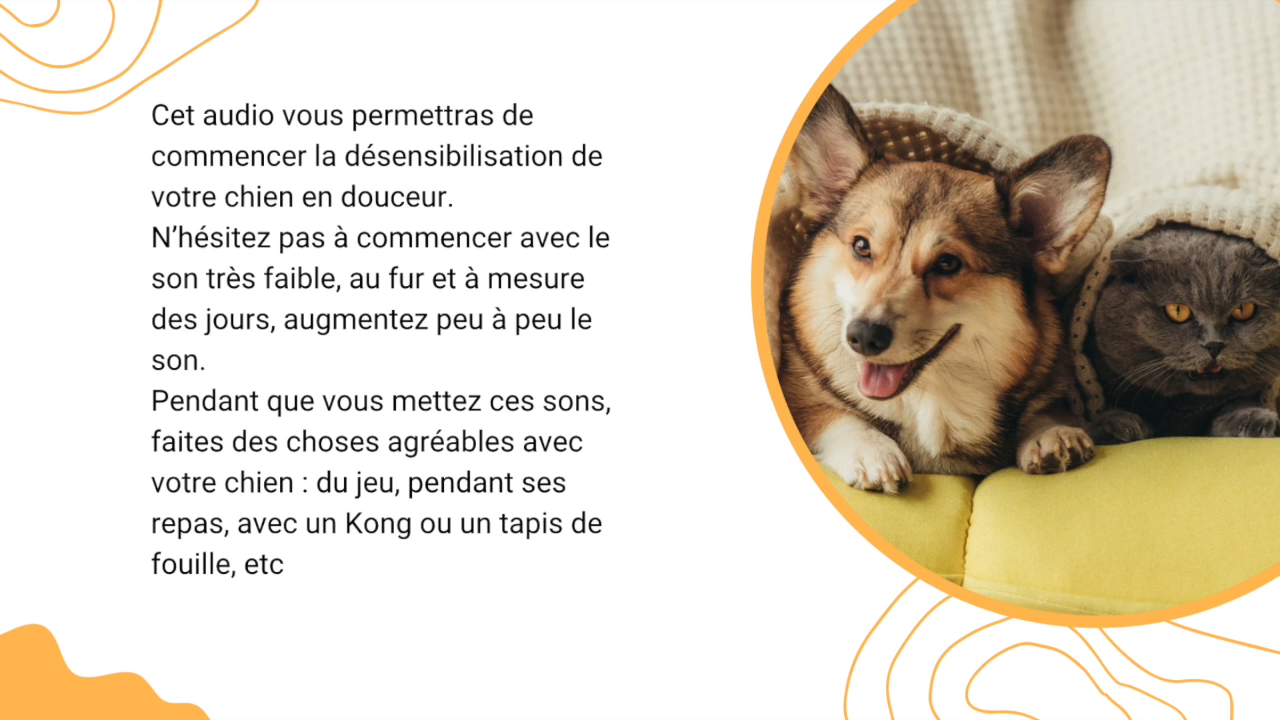 Cet audio vous permettras de
commencer la désensibilisation de
votre chien en douceur.
N’hésitez pas à commencer avec le
son très faible, au fur et à mesure
des jours, augmentez peu à peu le
son.
Pendant que vous mettez ces sons,
faites des choses agréables avec
votre chien : du jeu, pendant ses
repas, avec un Kong ou un tapis de
fouille, etc